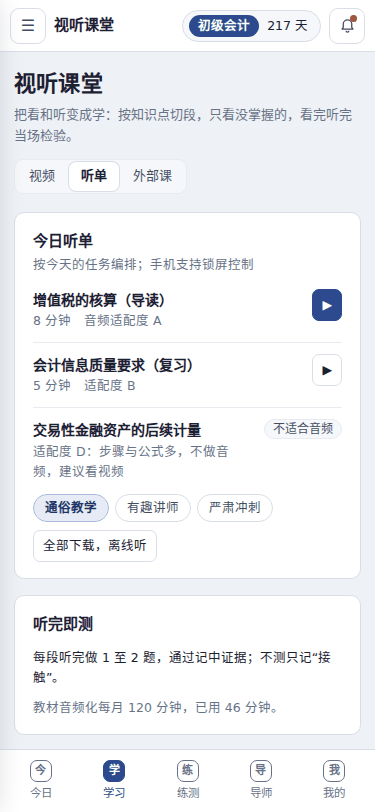 视听课堂
初级会计 217 天
视听课堂
把看和听变成学：按知识点切段，只看没掌握的，看完听完
当场检验。
视频 听单 外部课
今日听单
按今天的任务编排；手机支持锁屏控制
增值税的核算（导读）
8 分钟 音频适配度 A
会计信息质量要求（复习）
5 分钟 适配度 B
交易性金融资产的后续计量 不适合音频
适配度 D：步骤与公式多，不做音
频，建议看视频
通俗教学 有趣讲师 严肃冲刺
全部下载，离线听
听完即测
每段听完做 1 至 2 题，通过记中证据；不测只记“接
触”。
教材音频化每月 120 分钟，已用 46 分钟。
今 学 练 导 我
今日 学习 练测 导师 我的